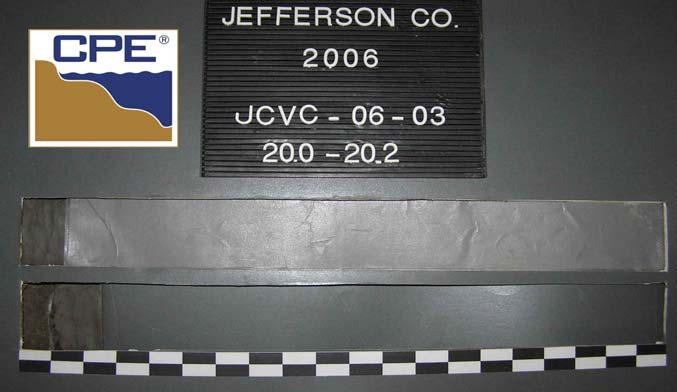 CPE®
JEFFERSON CO.
2006
JCVC - 06 - 03
20.0 - 20.2